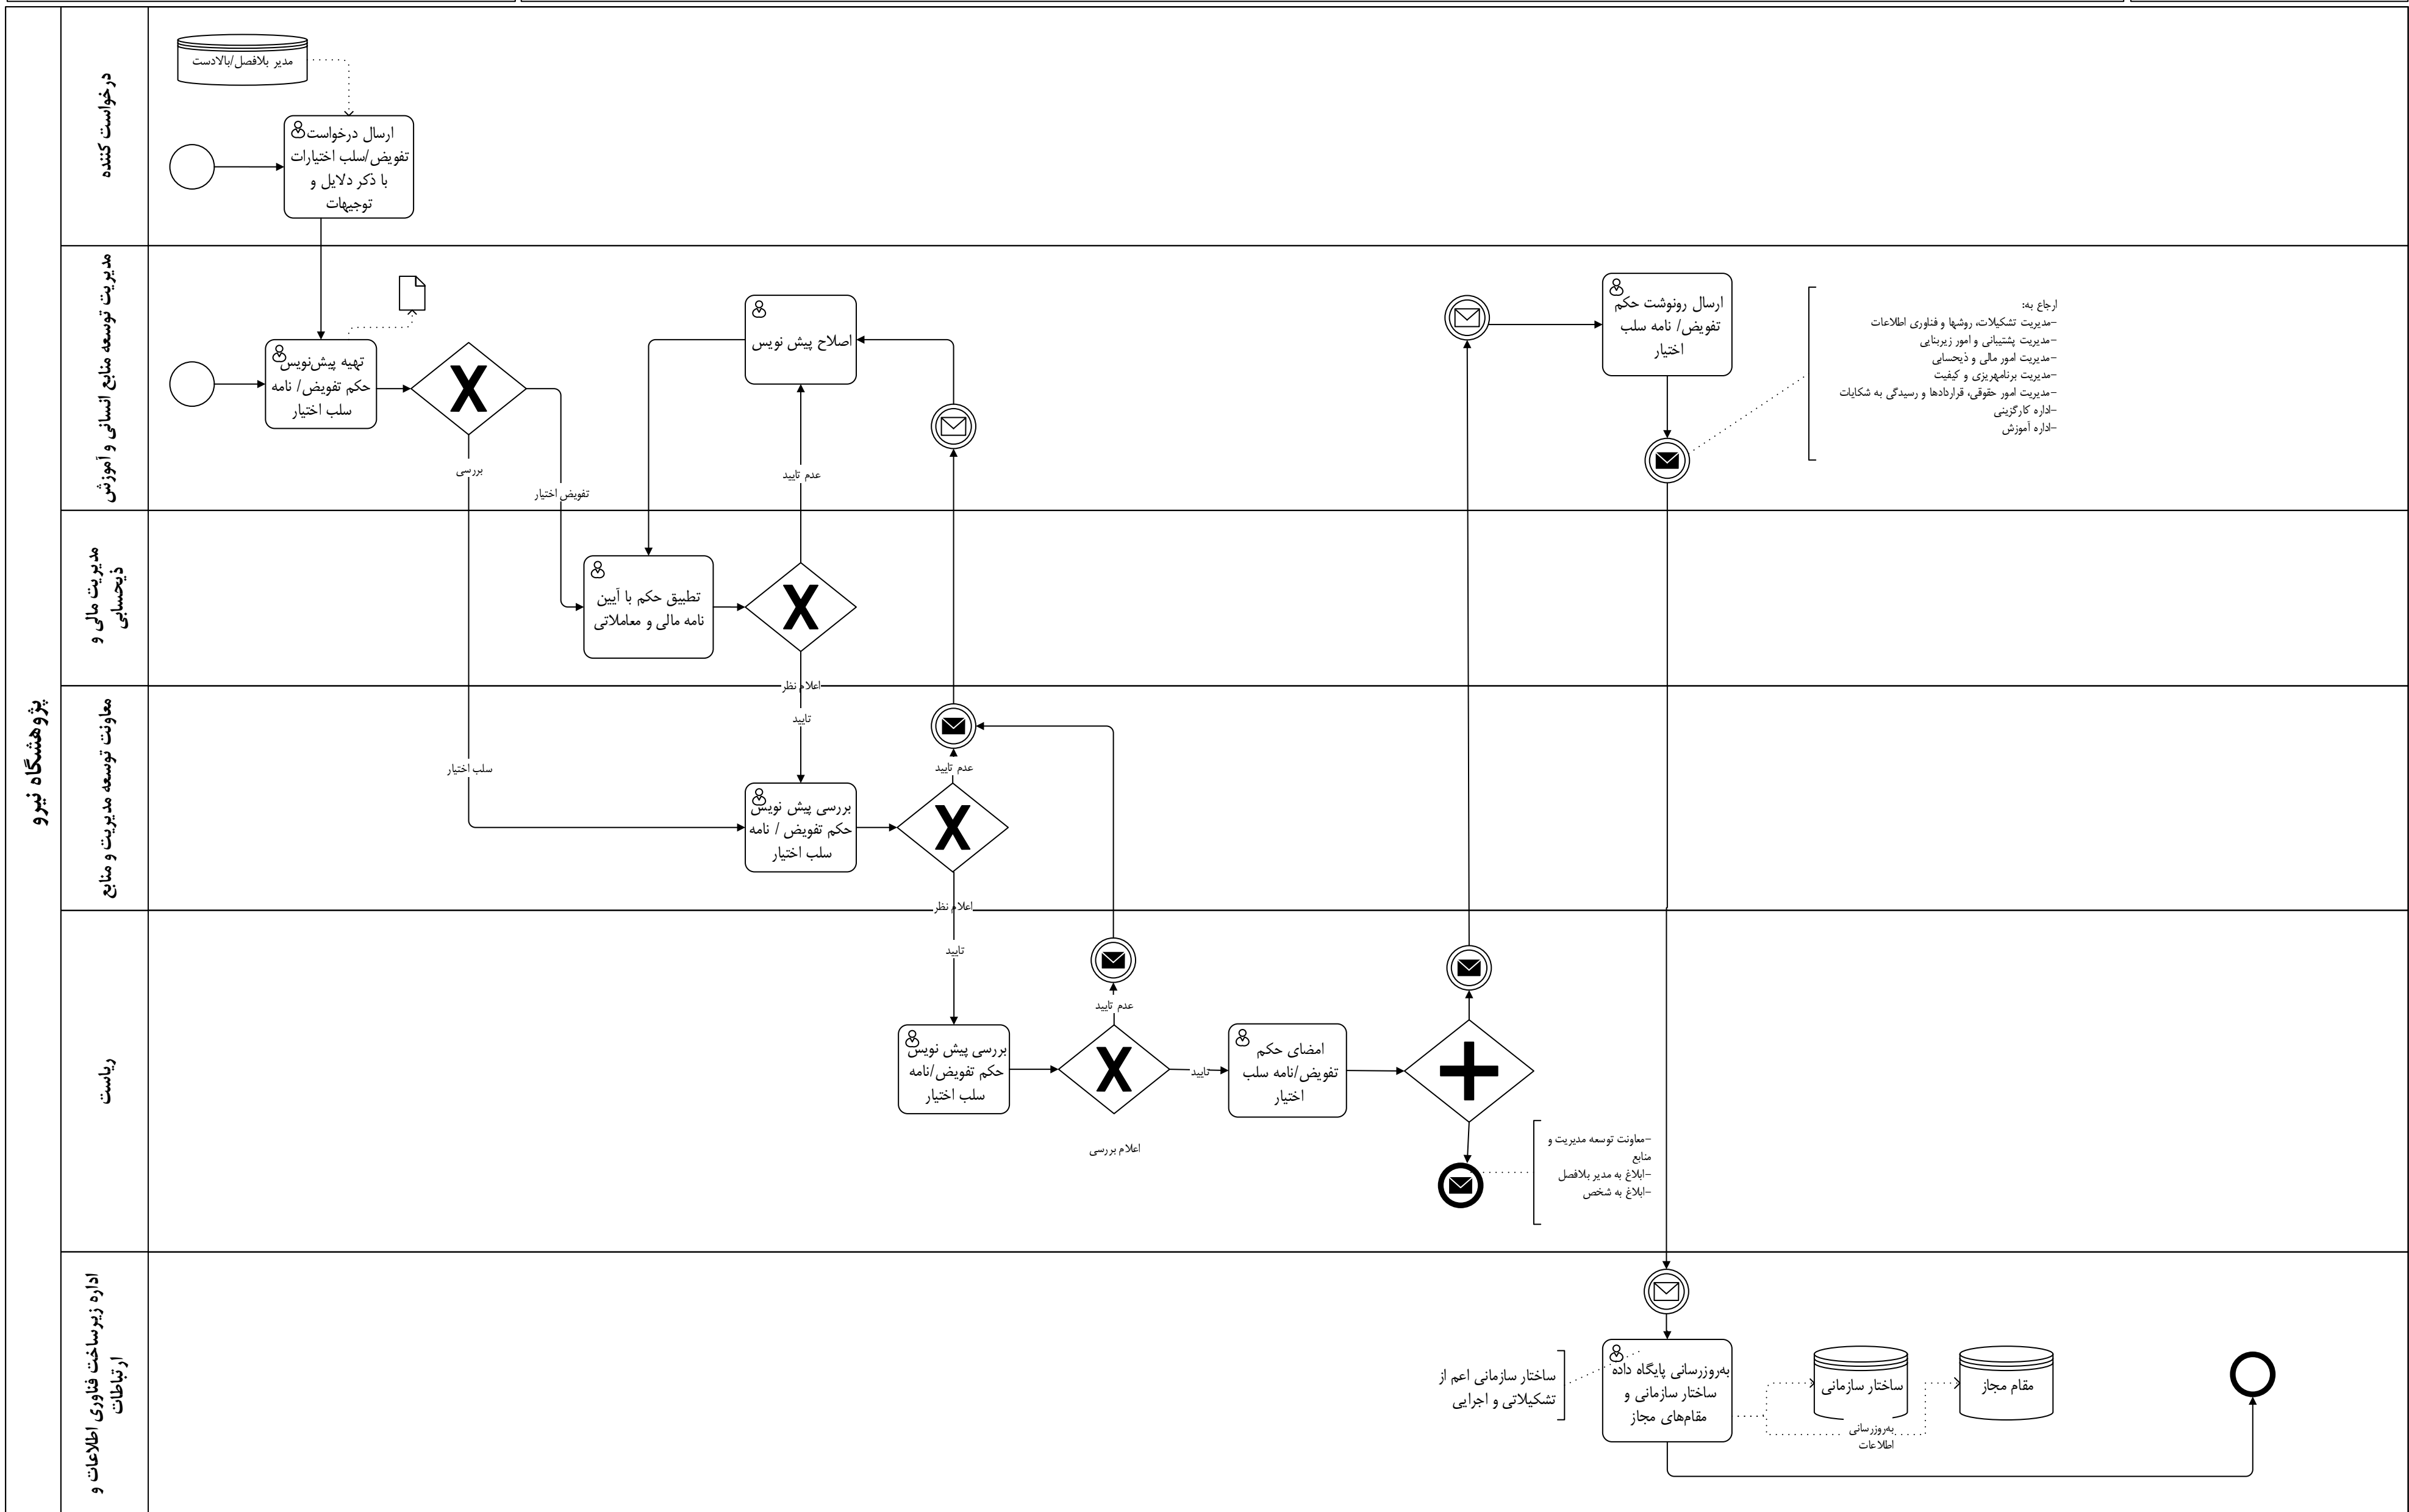 پژوهشگاه نیرو
درخواست کننده
مدیر بلافصل/بالادست
ارسال درخواست
تفویض/سلب اختیارات
با ذکر دلایل و
توجیهات
مدیریت توسعه منابع انسانی و آموزش
تهیه پیش‌نویس
حکم تفویض/ نامه
سلب اختیار
بررسی
تفویض اختیار
اصلاح پیش نویس
عدم تایید
ارسال رونوشت حکم
تفویض/ نامه سلب
اختیار
ارجاع به:
-مدیریت تشکیلات، روشها و فناوری اطلاعات
-مدیریت پشتیبانی و امور زیربنایی
-مدیریت امور مالی و ذیحسابی
-مدیریت برنامهریزی و کیفیت
-مدیریت امور حقوقی، قراردادها و رسیدگی به شکایات
-اداره کارگزینی
-اداره آموزش
مدیریت مالی و
ذیحسابی
تطبیق حکم با آیین
نامه مالی و معاملاتی
اعلام نظر
تایید
معاونت توسعه مدیریت و منابع
سلب اختیار
بررسی پیش نویس
حکم تفویض / نامه
سلب اختیار
عدم تایید
اعلام نظر
تایید
ریاست
بررسی پیش نویس
حکم تفویض/نامه
سلب اختیار
عدم تایید
اعلام بررسی
تایید
امضای حکم
تفویض/نامه سلب
اختیار
-معاونت توسعه مدیریت و
منابع
-ابلاغ به مدیر بلافصل
-ابلاغ به شخص
اداره زیرساخت فناوری اطلاعات و
ارتباطات
ساختار سازمانی اعم از
تشکیلاتی و اجرایی
به‌روزرسانی پایگاه داده
ساختار سازمانی و
مقام‌های مجاز
ساختار سازمانی
مقام مجاز
به‌روزرسانی
اطلاعات